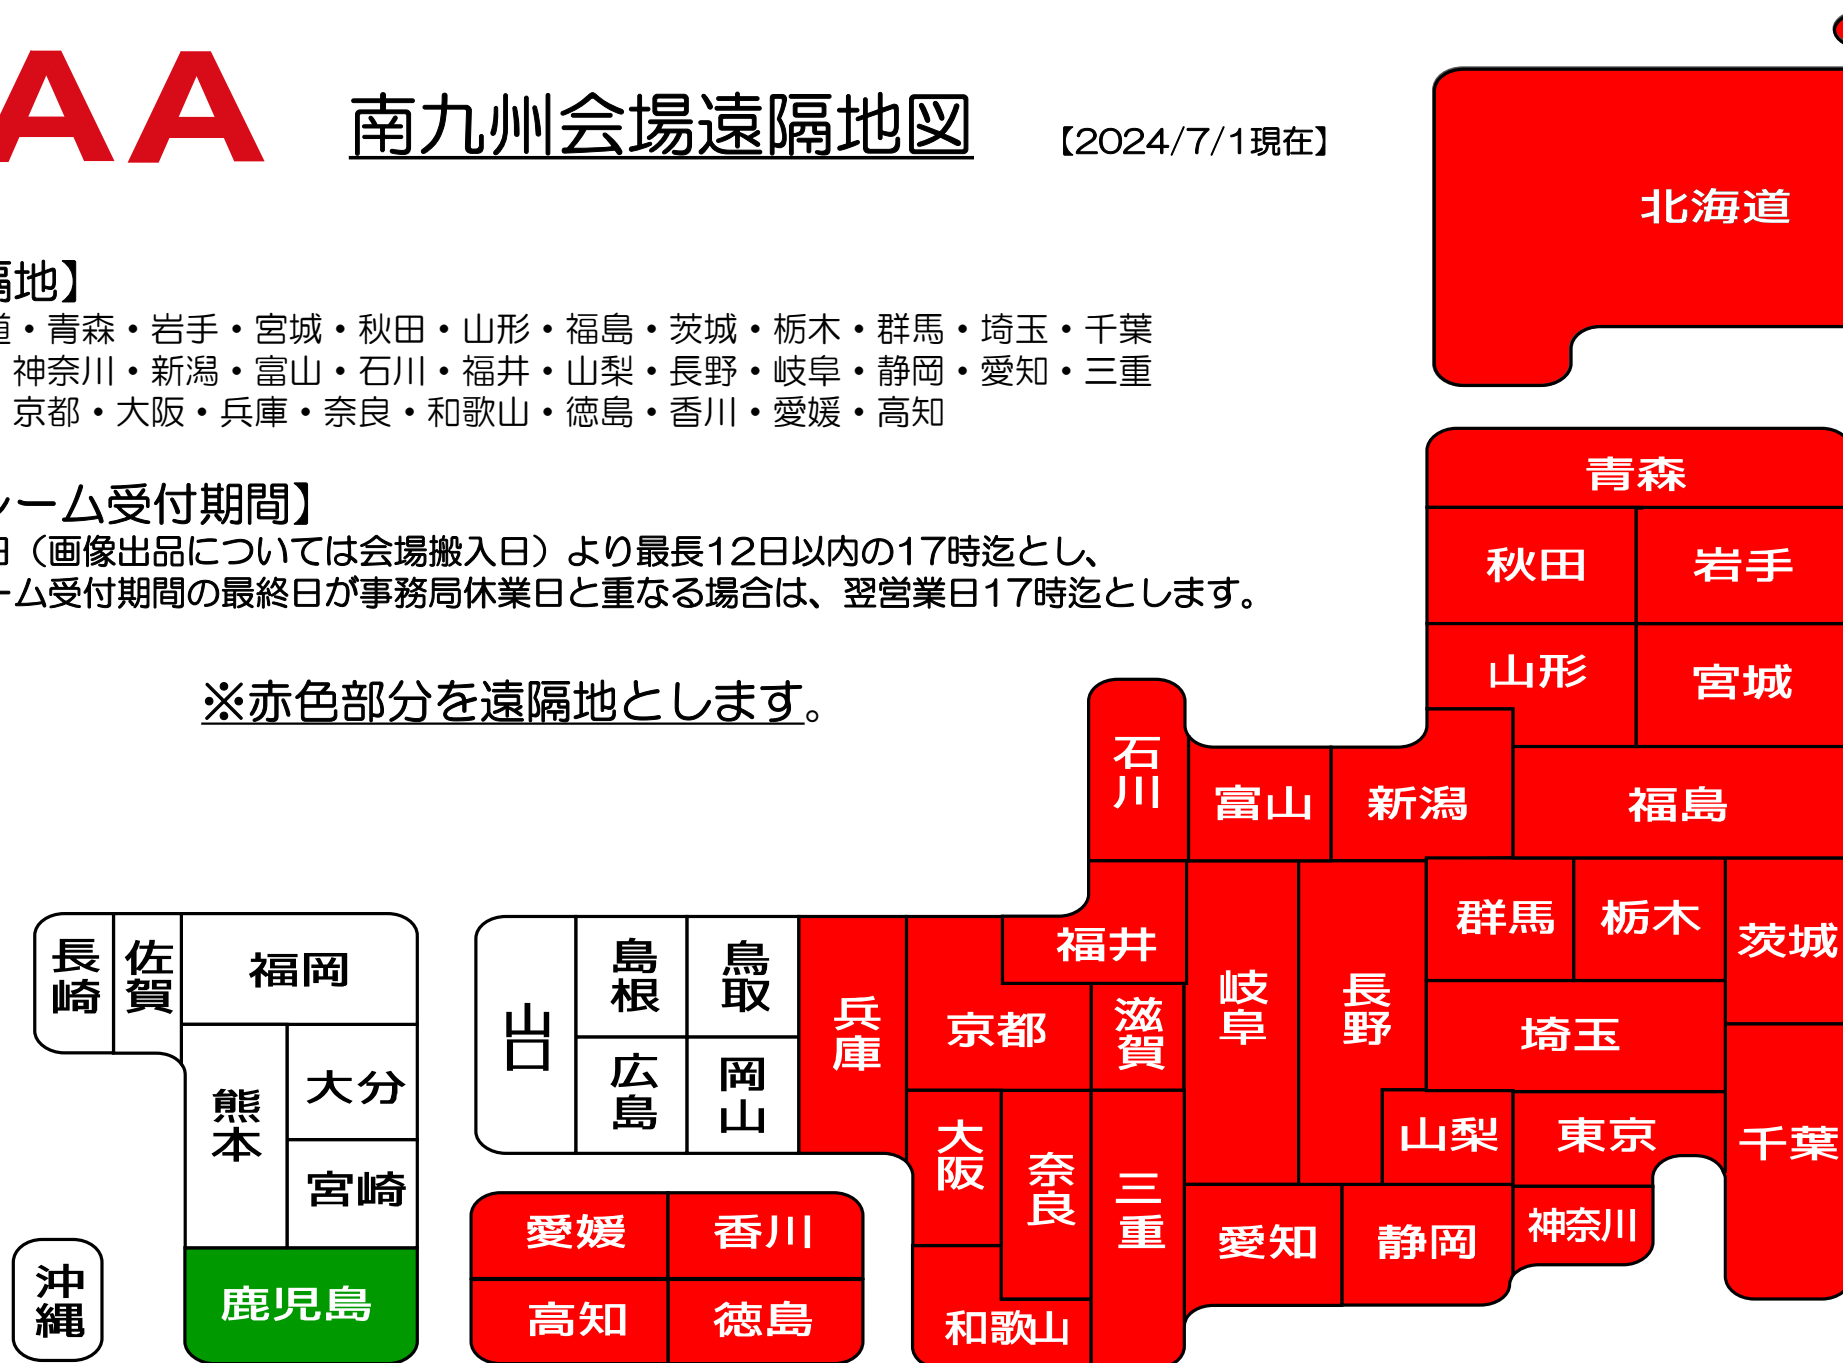 AA
南九州会場遠隔地図
【2024/7/1現在】
隔地】
道・青森・岩手・宮城・秋田・山形・福島・茨城・栃木・群馬・埼玉・千葉
神奈川・新潟・富山・石川・福井・山梨・長野・岐阜・静岡・愛知・三重
京都・大阪・兵庫・奈良・和歌山・徳島・香川・愛媛・高知
レーム受付期間】
日（画像出品については会場搬入日）より最長12日以内の17時迄とし、
ーム受付期間の最終日が事務局休業日と重なる場合は、翌営業日17時迄とします。
※赤色部分を遠隔地とします。
北海道
青森
秋田
岩手
山形
宮城
石川
富山
新潟
福島
群馬
栃木
茨城
福井
長崎
佐賀
福岡
山口
島根
鳥取
兵庫
京都
滋賀
岐阜
長野
埼玉
熊本
大分
広島
岡山
大阪
奈良
三重
山梨
東京
千葉
宮崎
愛媛
香川
愛知
静岡
神奈川
沖縄
鹿児島
高知
徳島
和歌山